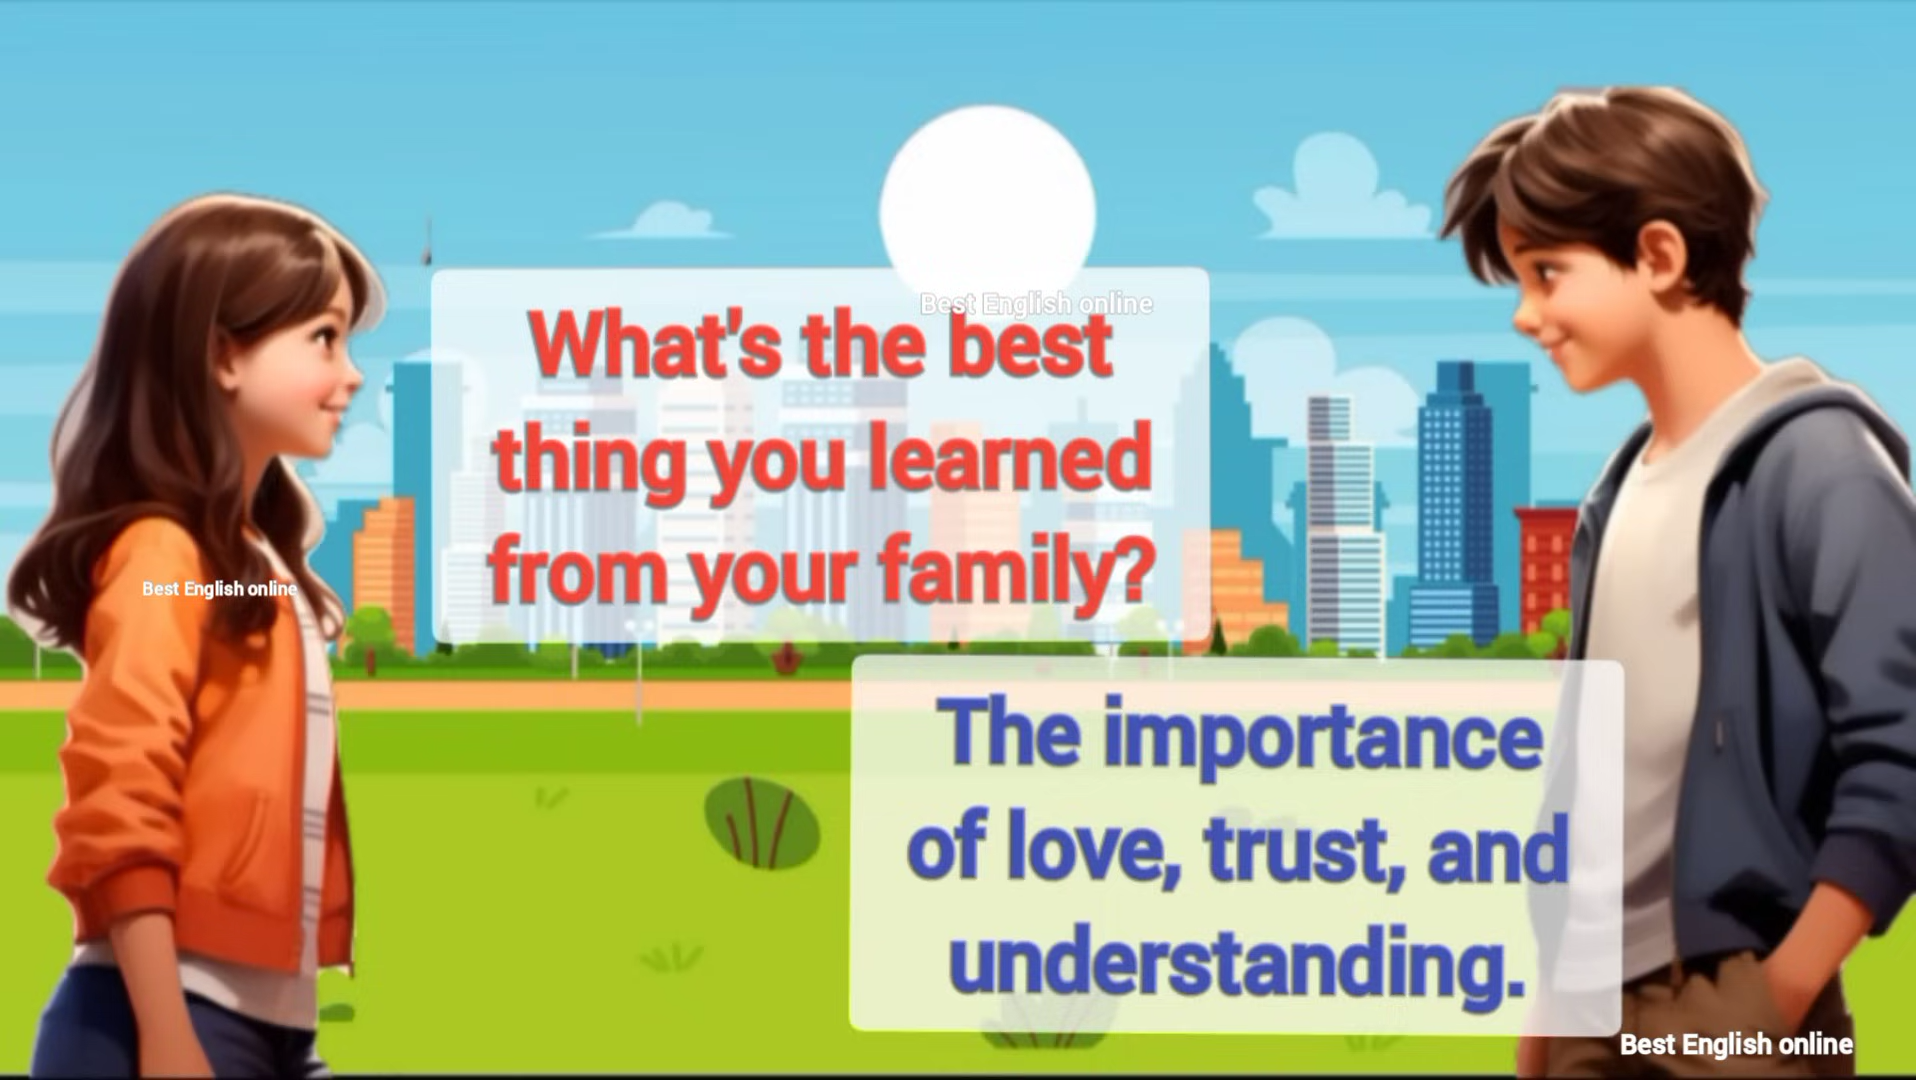 Best English online
What's the best
thing you learned
from your family?
Best English online
The importance
of love, trust, and
understanding.
Best English online